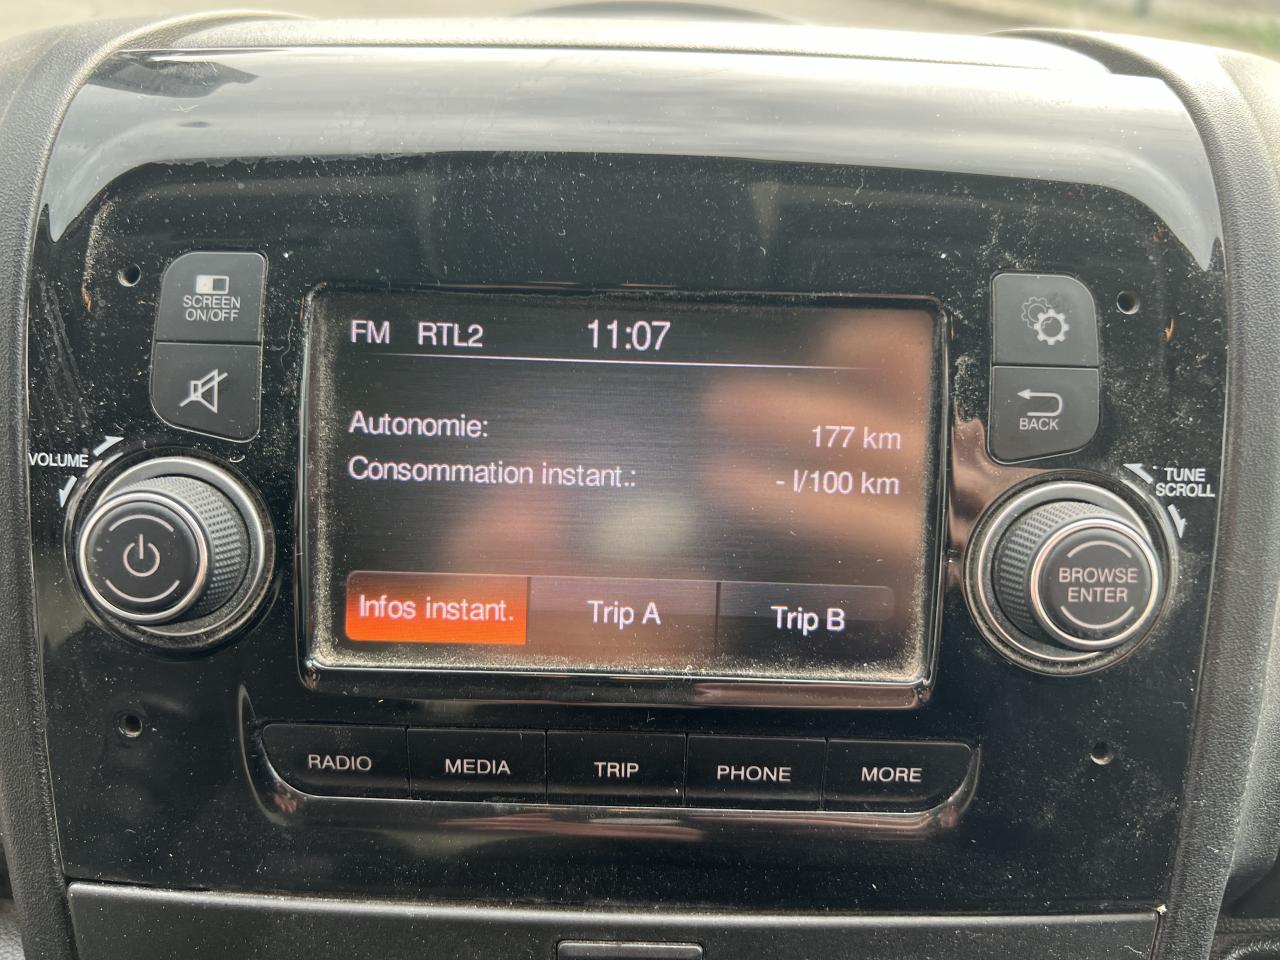 SCREEN
ON/OFF
VOLUME
FM RTL2 11:07
Autonomie: 177 km
Consommation instant.: - l/100 km
Infos instant. Trip A Trip B
BACK
TUNE
SCROLL
BROWSE
ENTER
RADIO MEDIA TRIP PHONE MORE